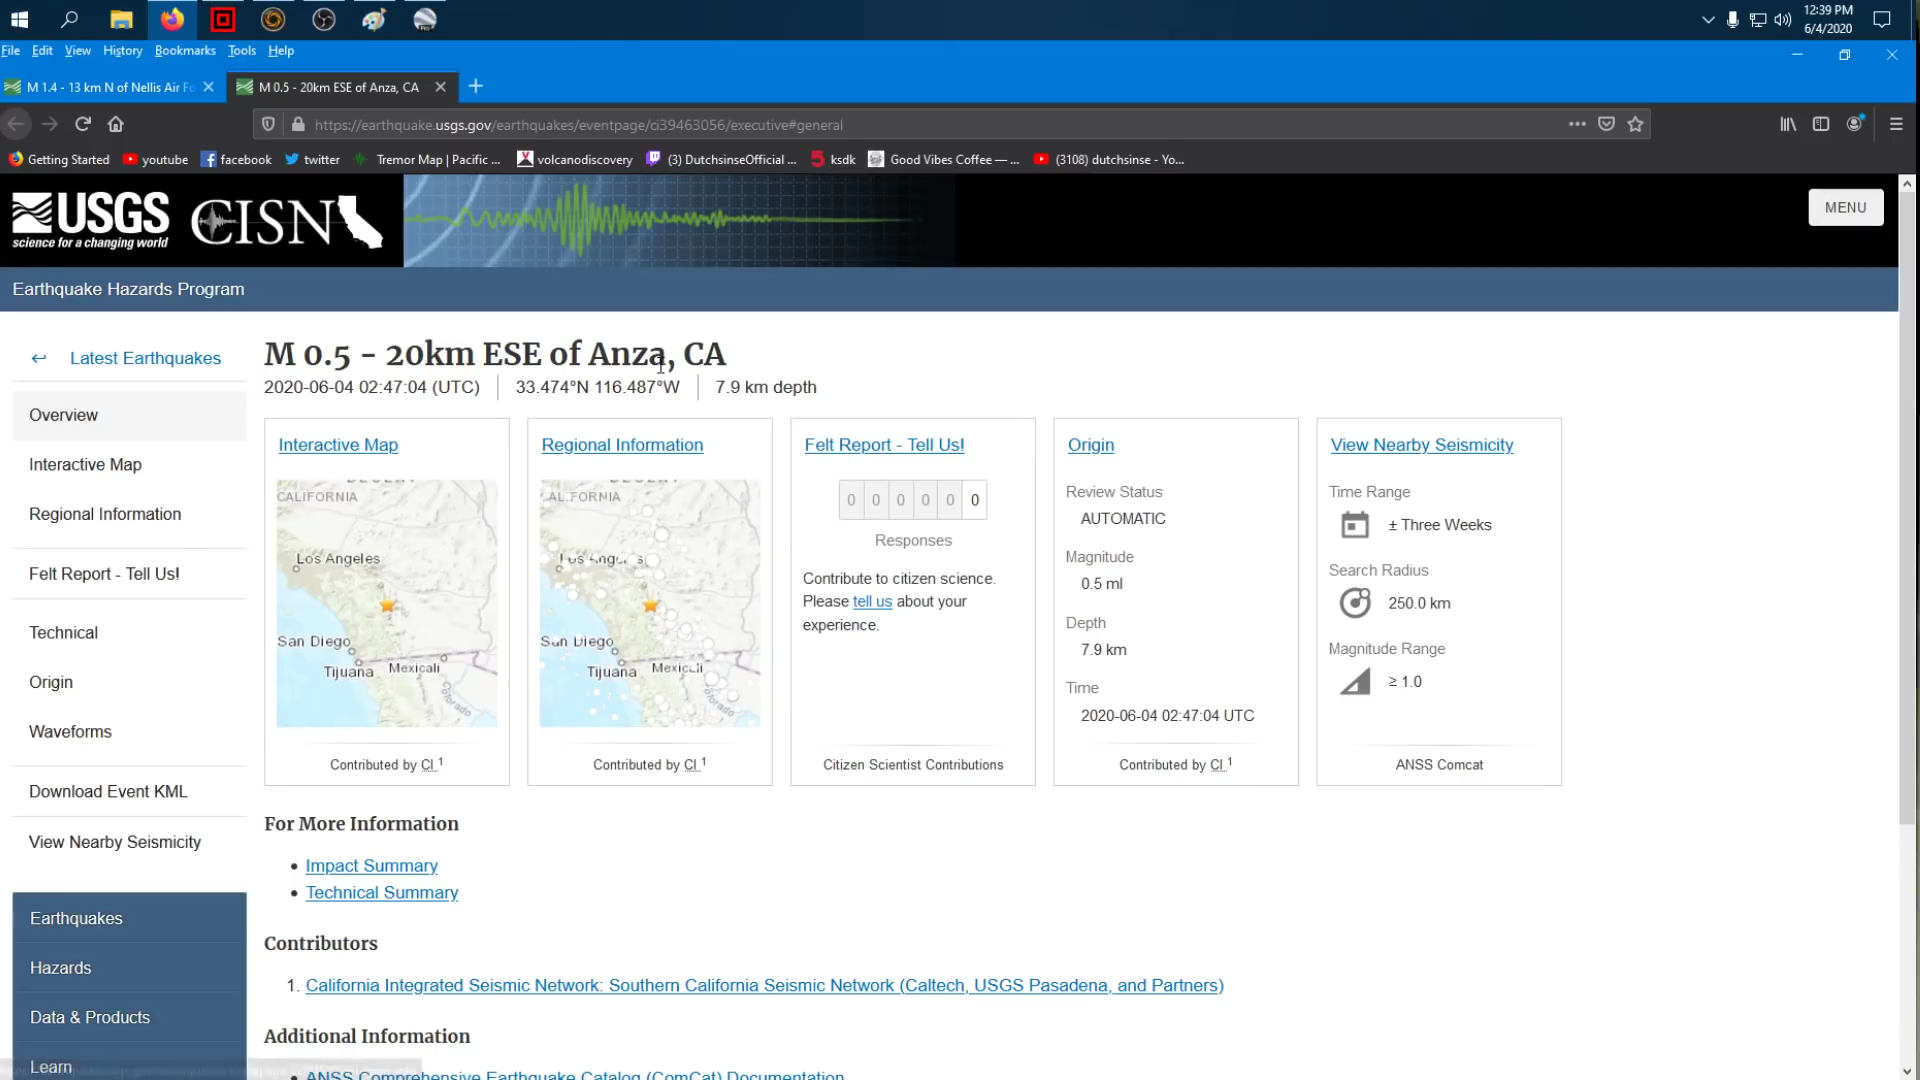 12:39 PM
6/4/2020
File Edit View History Bookmarks Tools Help
M 1.4 - 13 km N of Nellis Air Fo
M 0.5 - 20km ESE of Anza, CA
https://earthquake.usgs.gov/earthquakes/eventpage/ci39463056/executive#general
Getting Started youtube facebook twitter Tremor Map | Pacific ... volcanodiscovery (3) DutchsinseOfficial ... ksdk Good Vibes Coffee — ... (3108) dutchsinse - Yo...
USGS
science for a changing world
CISN
MENU
Earthquake Hazards Program
Latest Earthquakes
Overview
Interactive Map
Regional Information
Felt Report - Tell Us!
Technical
Origin
Waveforms
Download Event KML
View Nearby Seismicity
Earthquakes
Hazards
Data & Products
Learn
M 0.5 - 20km ESE of Anza, CA
2020-06-04 02:47:04 (UTC) 33.474°N 116.487°W 7.9 km depth
Interactive Map
CALIFORNIA
Los Angeles
San Diego
Tijuana
Mexicali
Colorado
Contributed by CI 1
Regional Information
Los Angeles
San Diego
Tijuana
Mexicali
Contributed by CI 1
Felt Report - Tell Us!
0 0 0 0 0 0
Responses
Contribute to citizen science.
Please tell us about your
experience.
Citizen Scientist Contributions
Origin
Review Status
AUTOMATIC
Magnitude
0.5 ml
Depth
7.9 km
Time
2020-06-04 02:47:04 UTC
Contributed by CI 1
View Nearby Seismicity
Time Range
± Three Weeks
Search Radius
250.0 km
Magnitude Range
≥ 1.0
ANSS Comcat
For More Information
• Impact Summary
• Technical Summary
Contributors
1. California Integrated Seismic Network: Southern California Seismic Network (Caltech, USGS Pasadena, and Partners)
Additional Information
• ANSS Comprehensive Earthquake Catalog (ComCat) Documentation